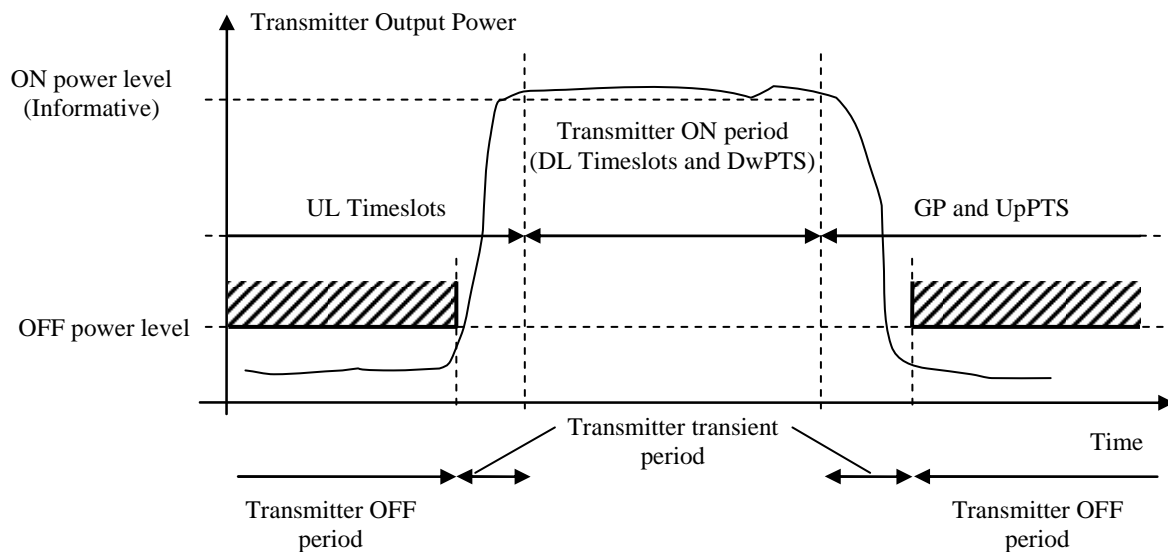 Transmitter Output Power
ON power level
(Informative)
Transmitter ON period
(DL Timeslots and DwPTS)
UL Timeslots
GP and UpPTS
OFF power level
Transmitter transient
period
Time
Transmitter OFF
period
Transmitter OFF
period